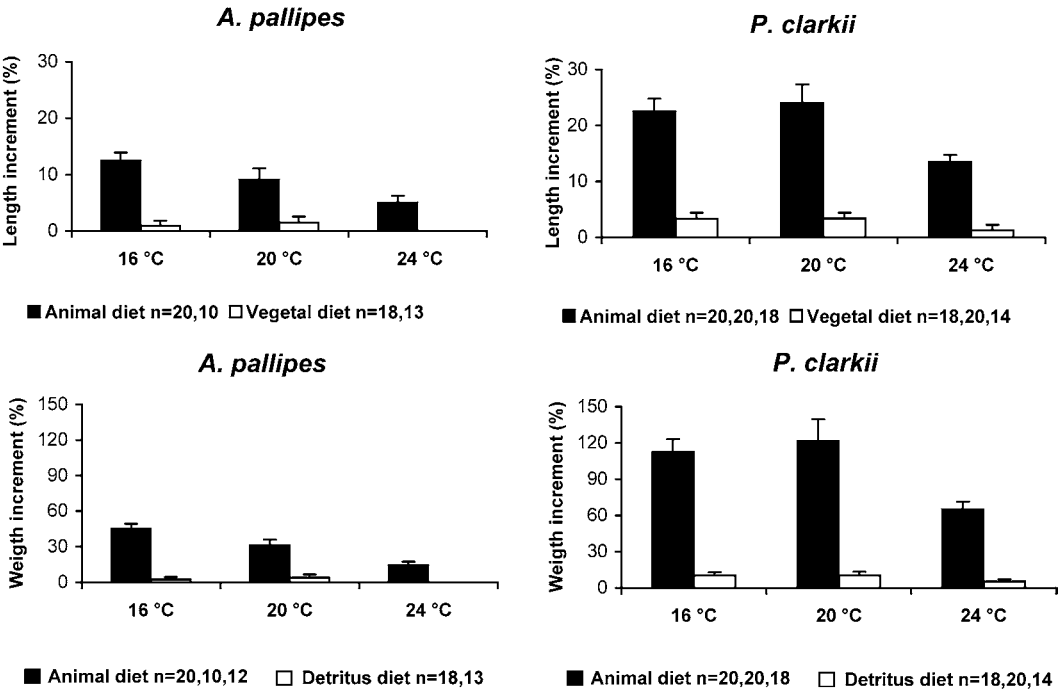 A. pallipes
P. clarkii
Length increment (%)
30
20
10
0
16 °C
20 °C
24 °C
Animal diet n=20,10
Vegetal diet n=18,13
Length increment (%)
30
20
10
0
16 °C
20 °C
24 °C
Animal diet n=20,20,18
Vegetal diet n=18,20,14
A. pallipes
P. clarkii
Weigth increment (%)
150
120
90
60
30
0
16 °C
20 °C
24 °C
Animal diet n=20,10,12
Detritus diet n=18,13
Weigth increment (%)
150
120
90
60
30
0
16 °C
20 °C
24 °C
Animal diet n=20,20,18
Detritus diet n=18,20,14